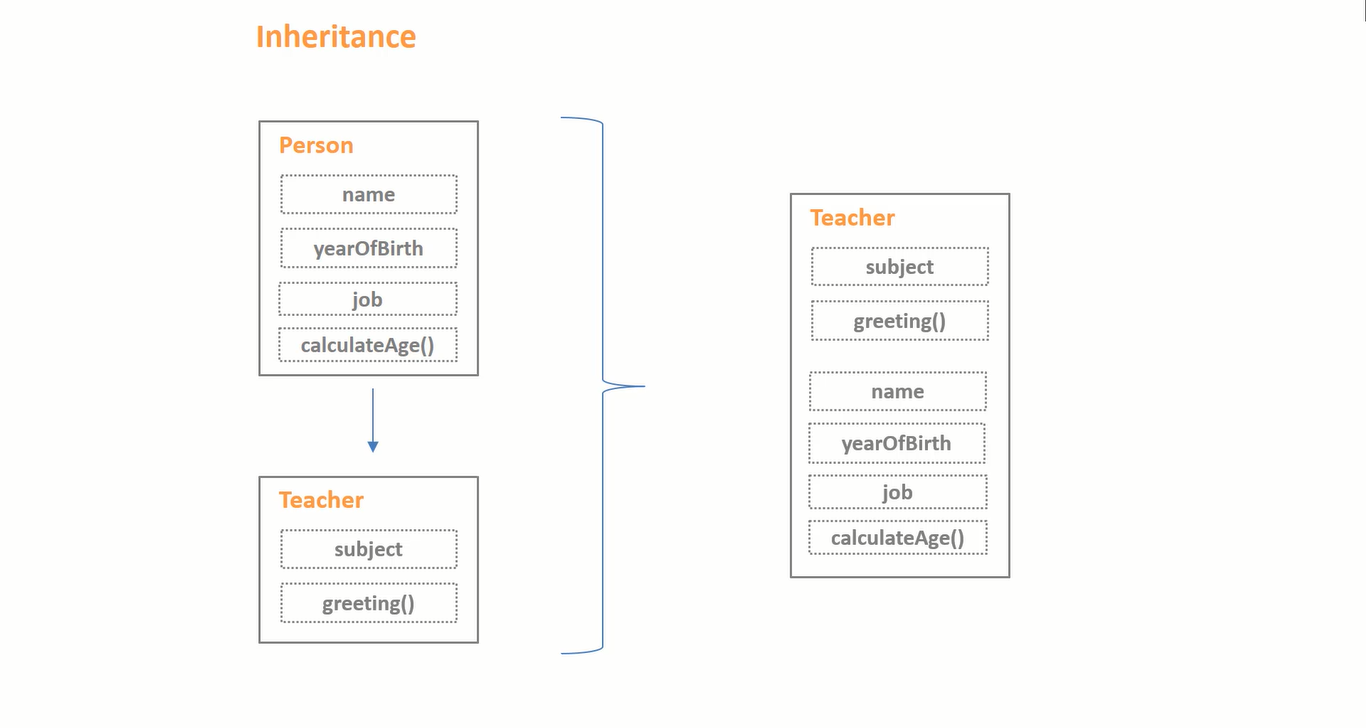 Inheritance
Person
name
yearOfBirth
job
calculateAge()
Teacher
subject
greeting()
Teacher
subject
greeting()
name
yearOfBirth
job
calculateAge()